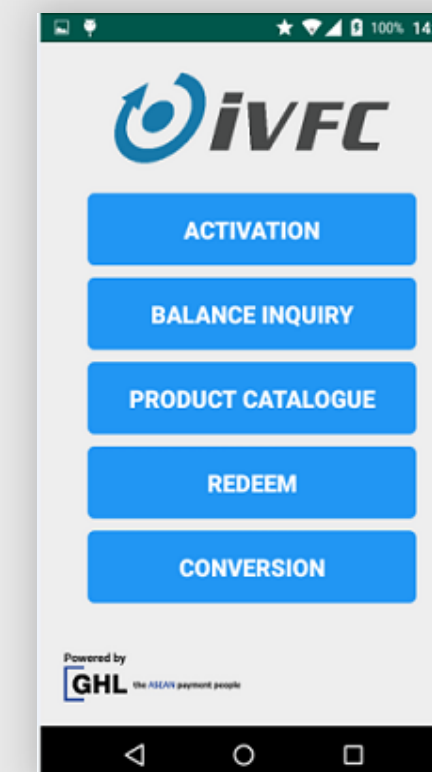 100% 14
iVFC
ACTIVATION
BALANCE INQUIRY
PRODUCT CATALOGUE
REDEEM
CONVERSION
Powered by
GHL the ASEAN payment people